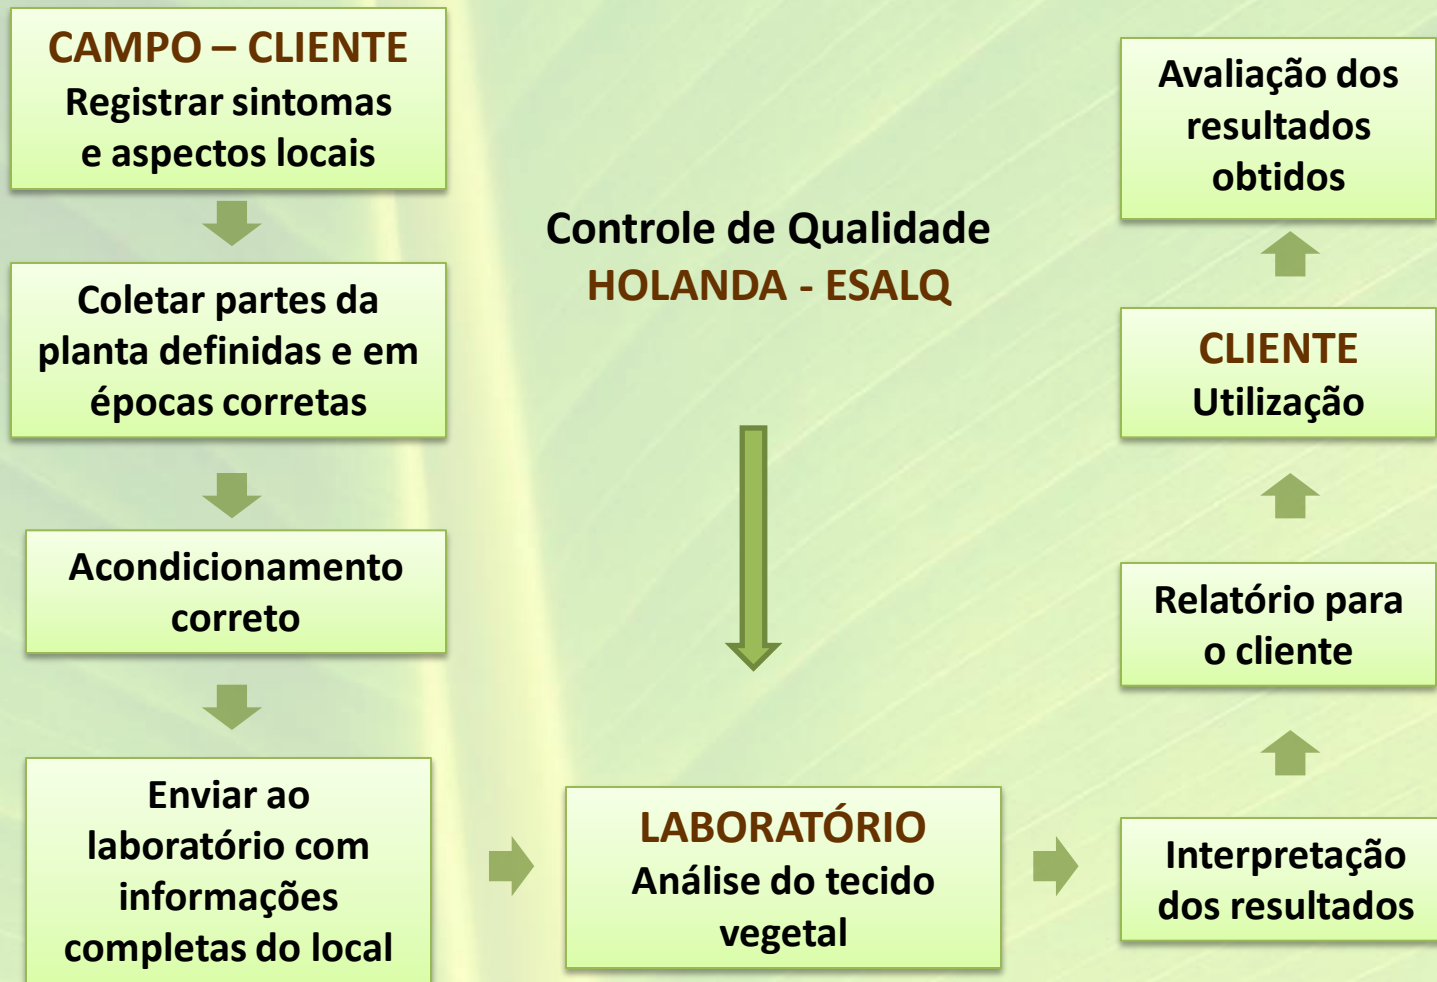 CAMPO – CLIENTE
Registrar sintomas
e aspectos locais
Coletar partes da
planta definidas e em
épocas corretas
Acondicionamento
correto
Enviar ao
laboratório com
informações
completas do local
Controle de Qualidade
HOLANDA - ESALQ
LABORATÓRIO
Análise do tecido
vegetal
Interpretação
dos resultados
Relatório para
o cliente
CLIENTE
Utilização
Avaliação dos
resultados
obtidos